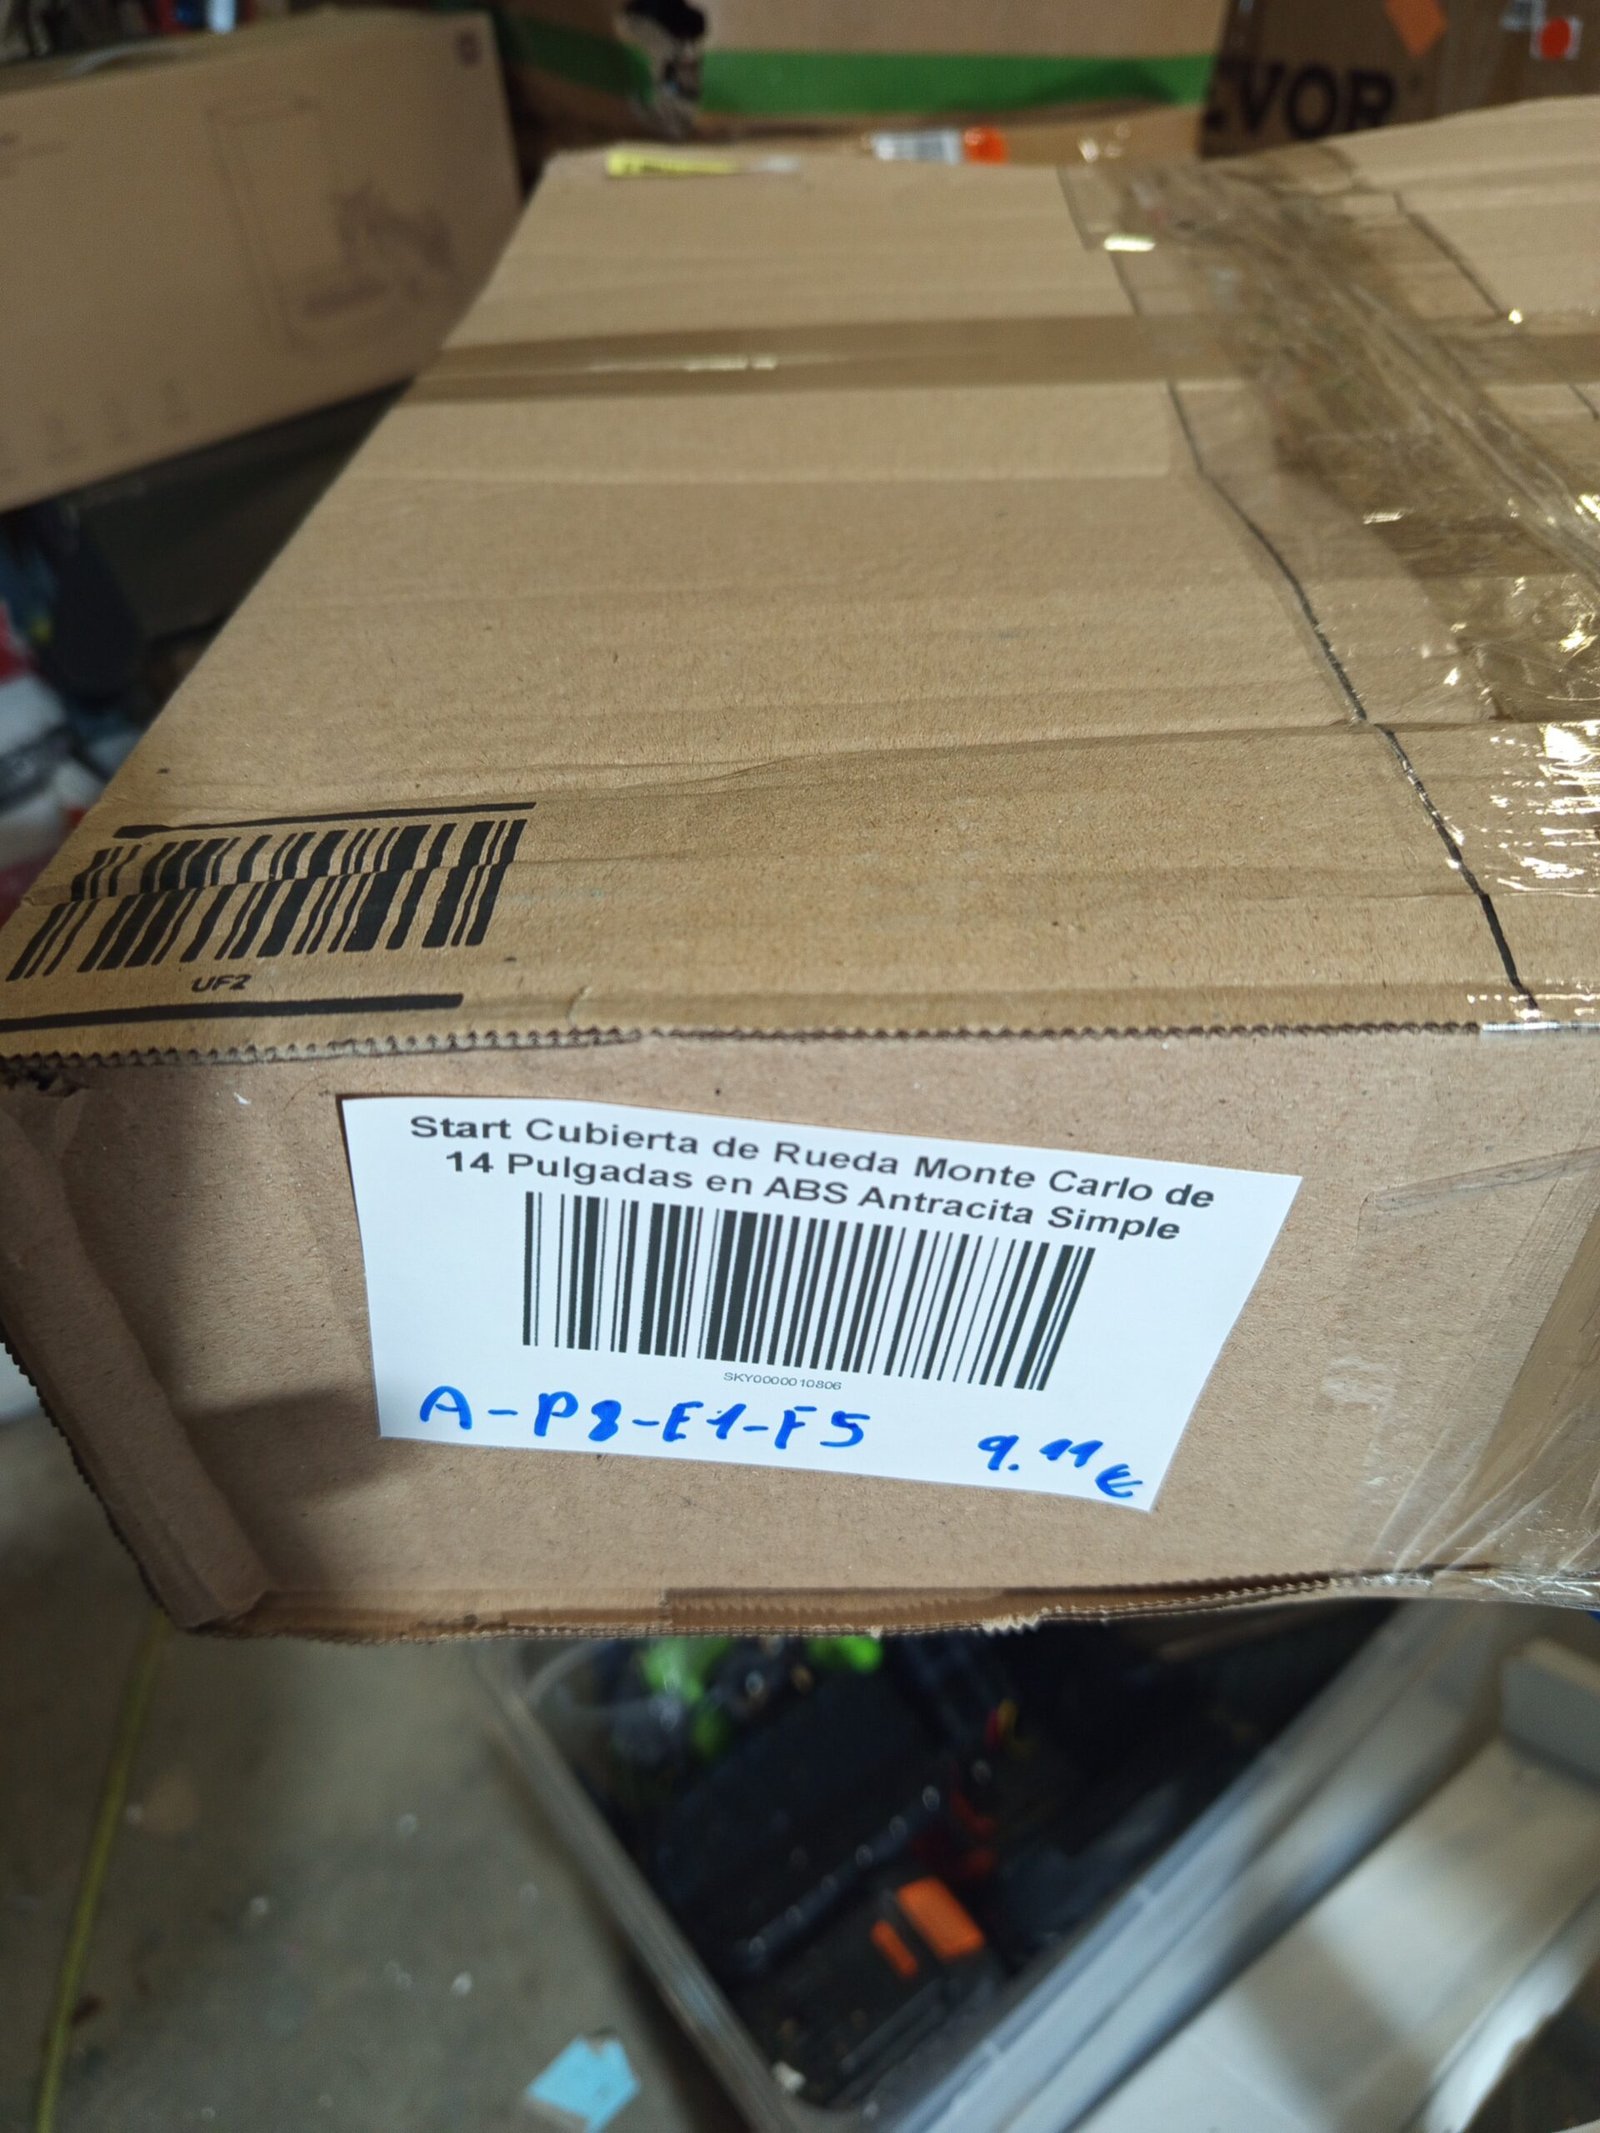 EVOR
UF2
Start Cubierta de Rueda Monte Carlo de
14 Pulgadas en ABS Antracita Simple
SKY0000010806
A-P8-E1-F5 9.11€